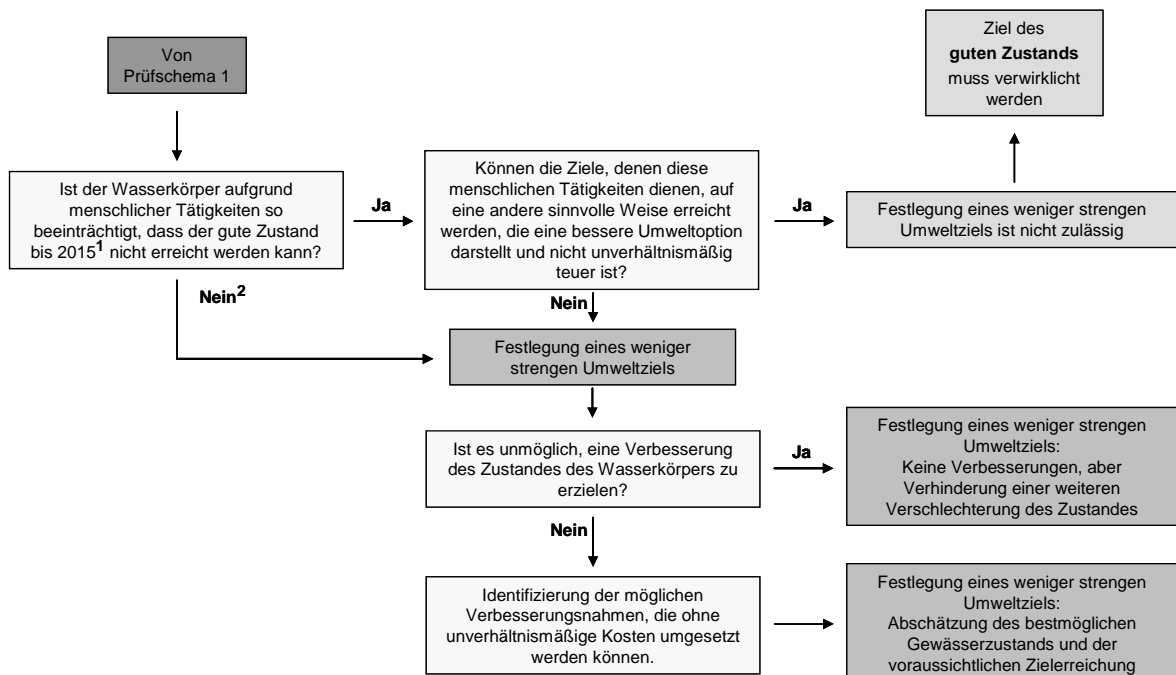 Von
Prüfschema 1
Ziel des
guten Zustands
muss verwirklicht
werden
Ist der Wasserkörper aufgrund
menschlicher Tätigkeiten so
beeinträchtigt, dass der gute Zustand
bis 2015¹ nicht erreicht werden kann?
Ja
Können die Ziele, denen diese
menschlichen Tätigkeiten dienen, auf
eine andere sinnvolle Weise erreicht
werden, die eine bessere Umweltoption
darstellt und nicht unverhältnismäßig
teuer ist?
Ja
Festlegung eines weniger strengen
Umweltziels ist nicht zulässig
Nein²
Nein
Festlegung eines weniger
strengen Umweltziels
Ist es unmöglich, eine Verbesserung
des Zustandes des Wasserkörpers zu
erzielen?
Ja
Festlegung eines weniger strengen
Umweltziels:
Keine Verbesserungen, aber
Verhinderung einer weiteren
Verschlechterung des Zustandes
Nein
Identifizierung der möglichen
Verbesserungsnahmen, die ohne
unverhältnismäßige Kosten umgesetzt
werden können.
Festlegung eines weniger strengen
Umweltziels:
Abschätzung des bestmöglichen
Gewässerzustands und der
voraussichtlichen Zielerreichung